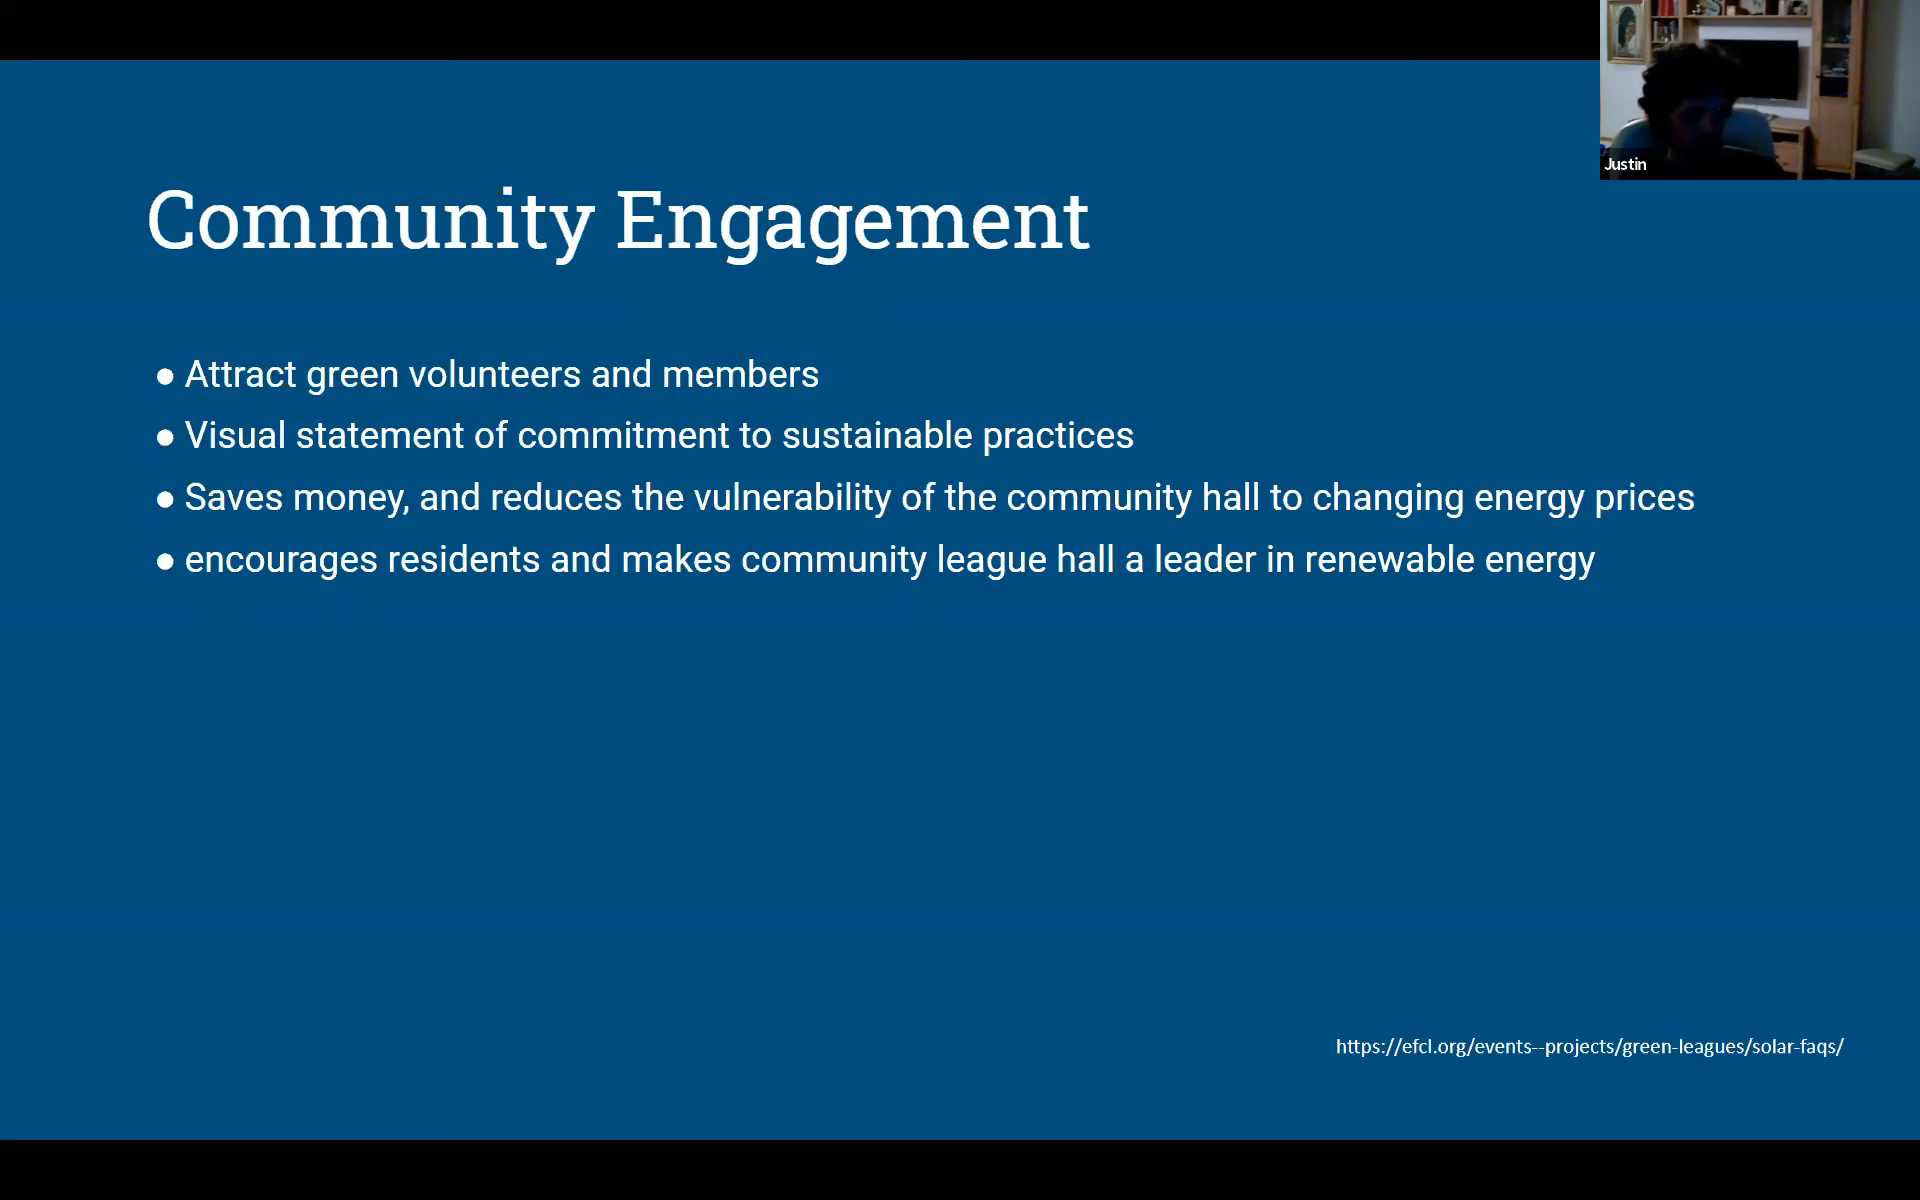 Justin
Community Engagement
● Attract green volunteers and members
● Visual statement of commitment to sustainable practices
● Saves money, and reduces the vulnerability of the community hall to changing energy prices
● encourages residents and makes community league hall a leader in renewable energy
https://efcl.org/events--projects/green-leagues/solar-faqs/